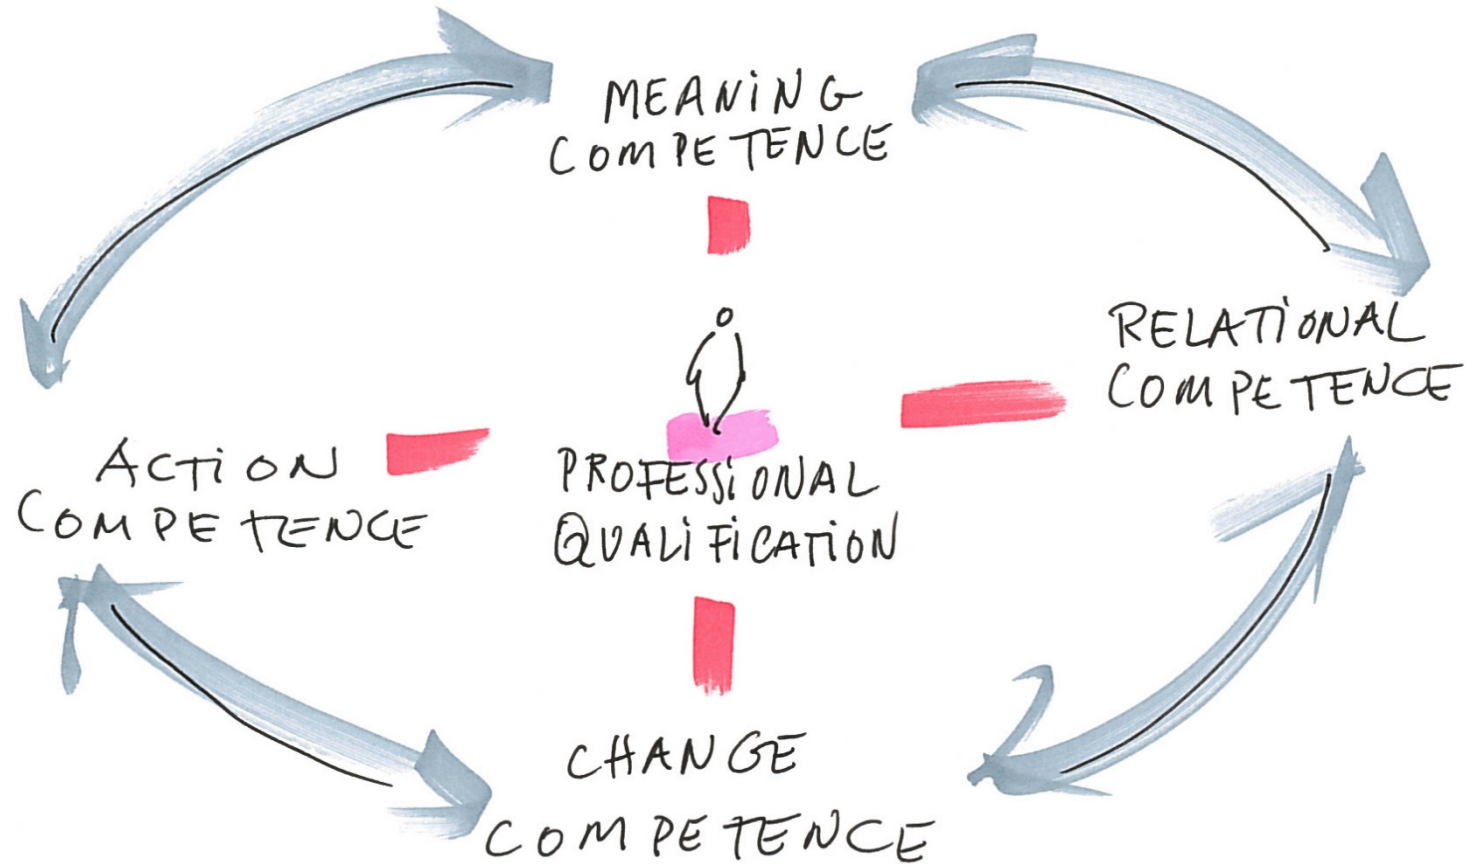 MEANING
COMPETENCE
RELATIONAL
COMPETENCE
ACTION
COMPETENCE
PROFESSIONAL
QUALIFICATION
CHANGE
COMPETENCE